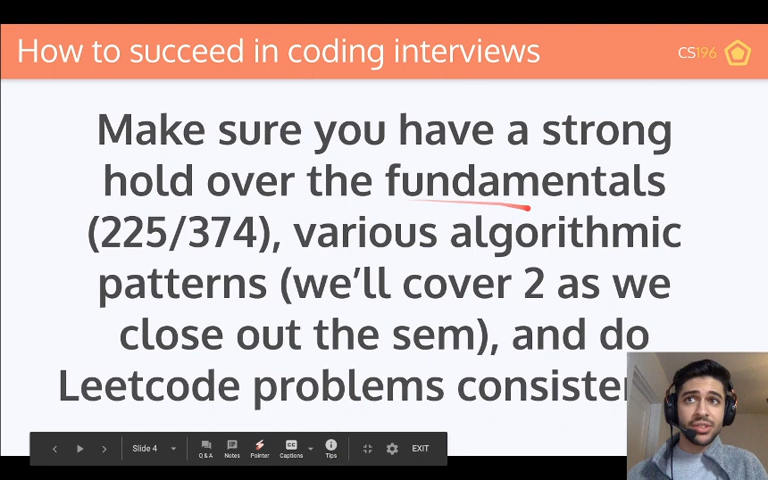 How to succeed in coding interviews
CS196
Make sure you have a strong
hold over the fundamentals
(225/374), various algorithmic
patterns (we'll cover 2 as we
close out the sem), and do
Leetcode problems
Slide 4
Q & A
Notes
Pointer
CC
Captions
Tips
EXIT